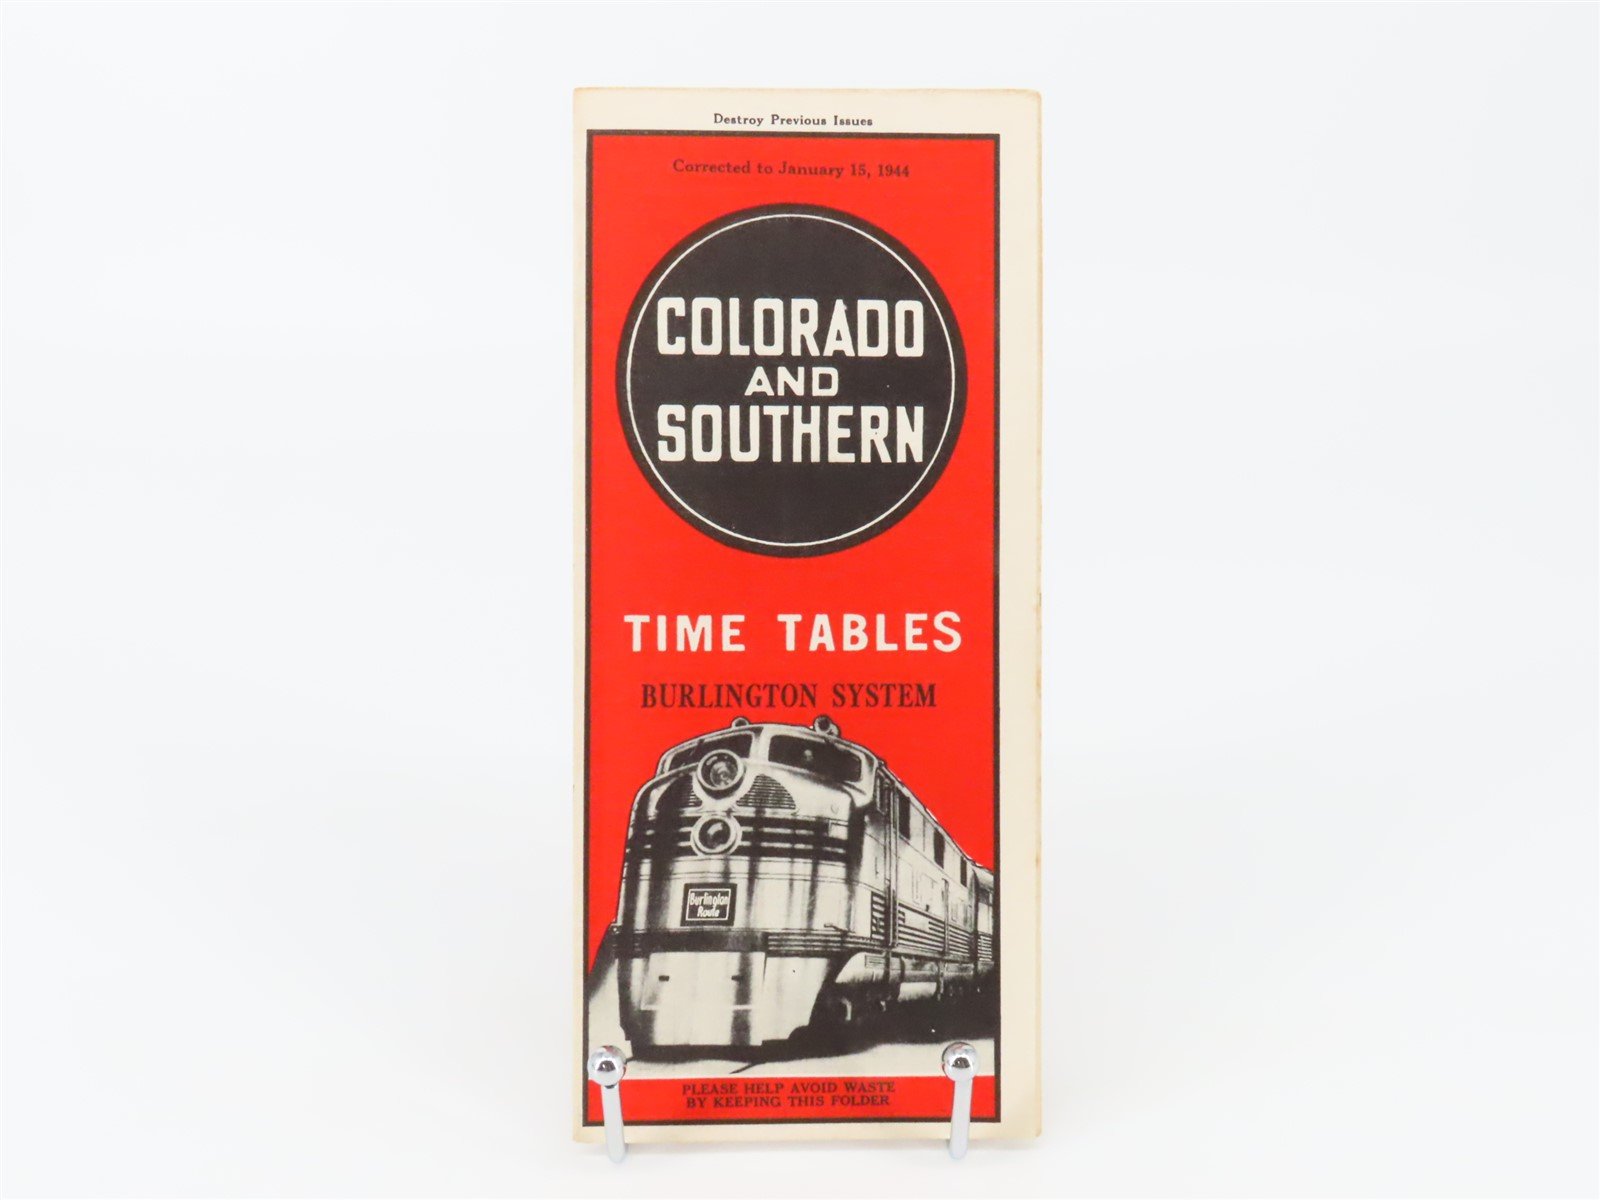 Destroy Previous Issues
Corrected to January 15, 1944
COLORADO
AND
SOUTHERN
TIME TABLES
BURLINGTON SYSTEM
Burlington
Route
PLEASE HELP AVOID WASTE
BY KEEPING THIS FOLDER